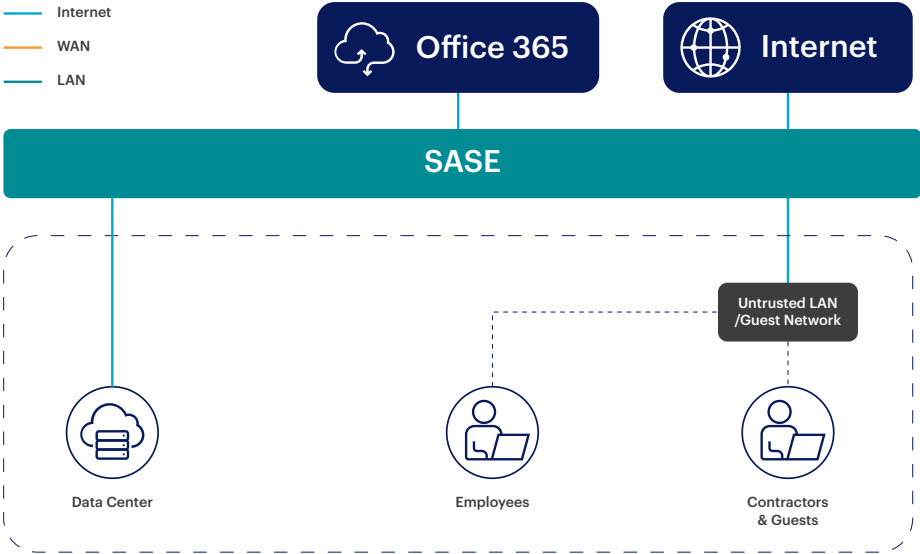 Internet
WAN
LAN
Office 365
Internet
SASE
Untrusted LAN
/Guest Network
Data Center
Employees
Contractors
& Guests